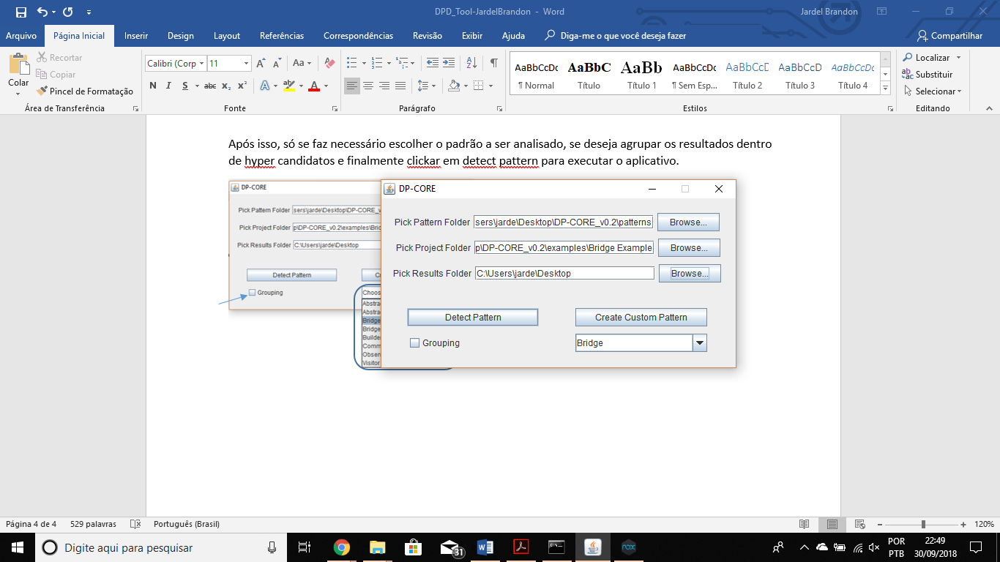 DPD_Tool-JardelBrandon - Word
Jardel Brandon
Arquivo Página Inicial Inserir Design Layout Referências Correspondências Revisão Exibir Ajuda Diga-me o que você deseja fazer Compartilhar
Colar
Recortar
Copiar
Pincel de Formatação
Área de Transferência
Calibri (Corp 11
A A Aa
N I S abc x₂ x² A ab A
Fonte
Parágrafo
AaBbCcDc AaBbC AaBb AaBbCcDc AaBbCcD AaBbCcD AaBbCcDc
¶ Normal Título Título 1 ¶ Sem Esp... Título 2 Título 3 Título 4
Estilos
Localizar
Substituir
Selecionar
Editando
Após isso, só se faz necessário escolher o padrão a ser analisado, se deseja agrupar os resultados dentro
de hyper candidatos e finalmente clickar em detect pattern para executar o aplicativo.
DP-CORE
Pick Pattern Folder sers\jarde\Desktop\DP-CORE_v
Pick Project Folder p\DP-CORE_v0.2\examples\Brid
Pick Results Folder C:\Users\jarde\Desktop
Detect Pattern
Grouping
Choos
Abstra
Abstra
Bridge
Bridge
Builde
Comm
Obser
Visitor
DP-CORE
Pick Pattern Folder sers\jarde\Desktop\DP-CORE_v0.2\patterns Browse...
Pick Project Folder p\DP-CORE_v0.2\examples\Bridge Example Browse...
Pick Results Folder C:\Users\jarde\Desktop Browse...
Detect Pattern Create Custom Pattern
Grouping Bridge
Página 4 de 4 529 palavras Português (Brasil) 120%
Digite aqui para pesquisar
31
nox
POR
PTB
22:49
30/09/2018